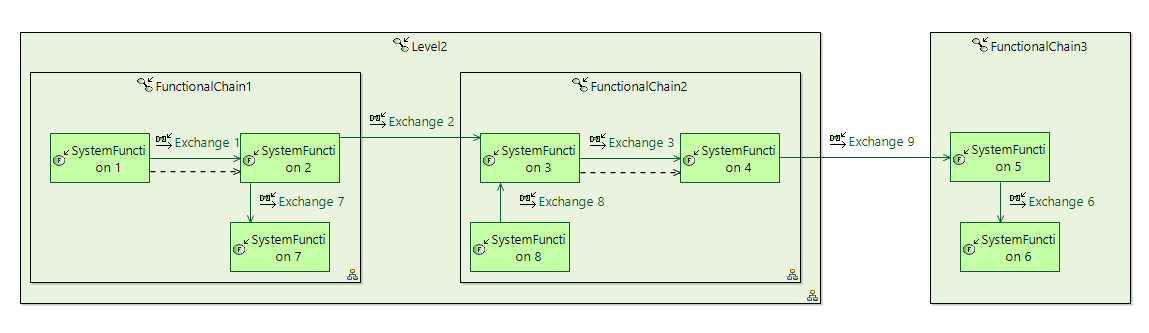 Level2
FunctionalChain3
FunctionalChain1
FunctionalChain2
Exchange 2
Exchange 1
Exchange 3
Exchange 9
SystemFuncti
on 1
SystemFuncti
on 2
SystemFuncti
on 3
SystemFuncti
on 4
SystemFuncti
on 5
Exchange 7
Exchange 8
Exchange 6
SystemFuncti
on 7
SystemFuncti
on 8
SystemFuncti
on 6